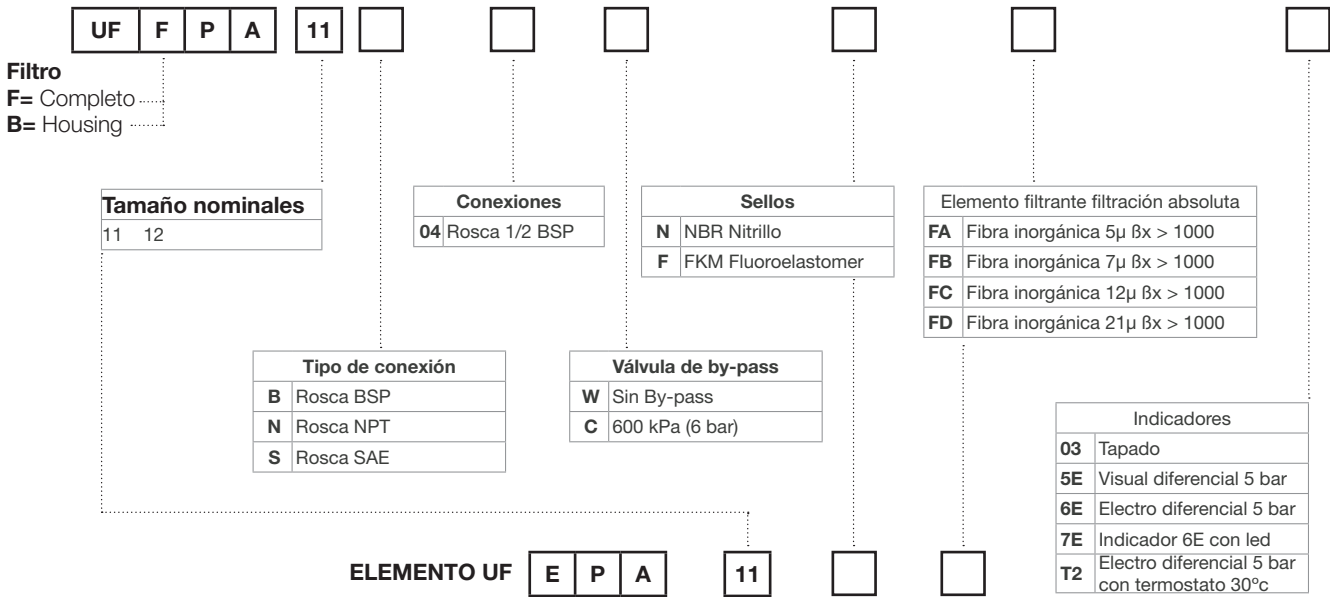 UF F P A 11
Filtro
F= Completo
B= Housing
Tamaño nominales
11 12
Conexiones
04 Rosca 1/2 BSP
Sellos
N NBR Nitrillo
F FKM Fluoroelastomer
Elemento filtrante filtración absoluta
FA Fibra inorgánica 5µ ßx > 1000
FB Fibra inorgánica 7µ ßx > 1000
FC Fibra inorgánica 12µ ßx > 1000
FD Fibra inorgánica 21µ ßx > 1000
Tipo de conexión
B Rosca BSP
N Rosca NPT
S Rosca SAE
Válvula de by-pass
W Sin By-pass
C 600 kPa (6 bar)
Indicadores
03 Tapado
5E Visual diferencial 5 bar
6E Electro diferencial 5 bar
7E Indicador 6E con led
T2 Electro diferencial 5 bar
con termostato 30ºc
ELEMENTO UF E P A 11